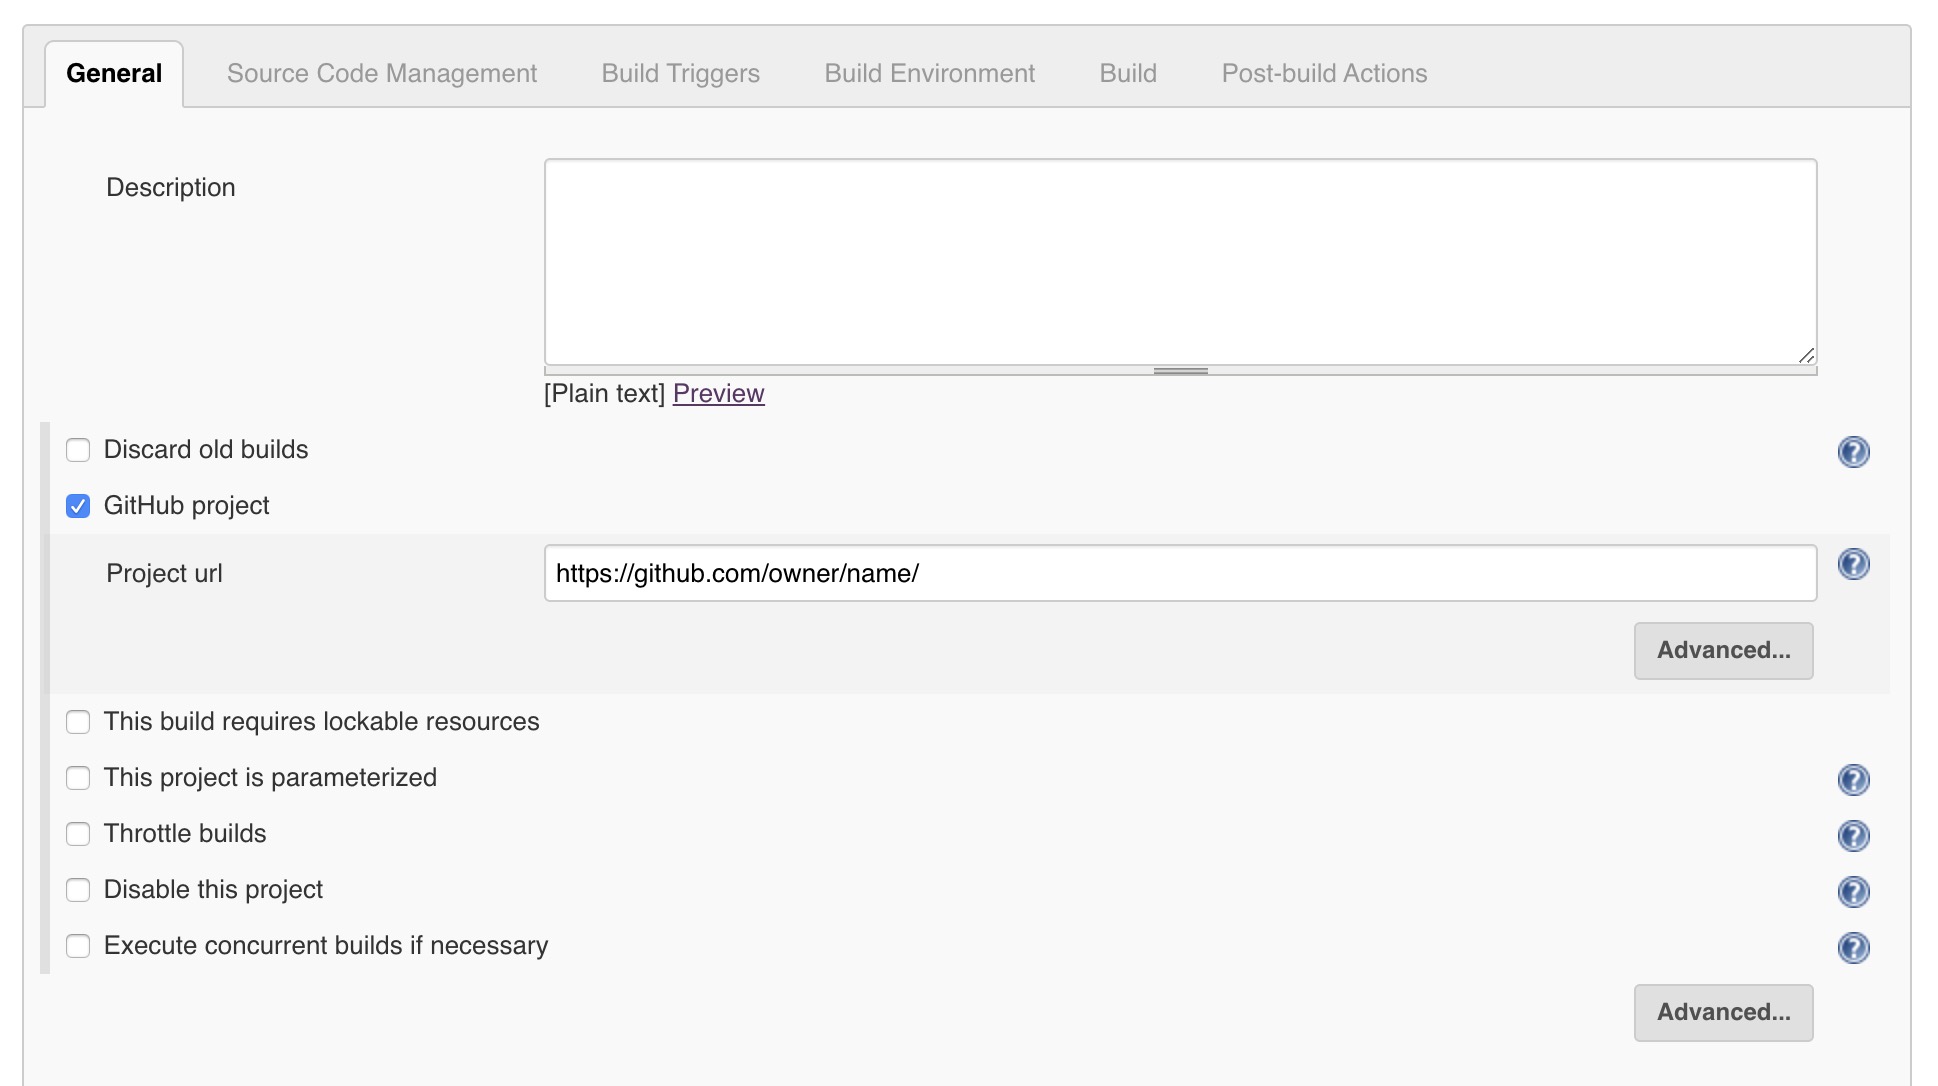 General Source Code Management Build Triggers Build Environment Build Post-build Actions
Description
[Plain text] Preview
Discard old builds
?
GitHub project
Project url
https://github.com/owner/name/
?
Advanced...
This build requires lockable resources
This project is parameterized
?
Throttle builds
?
Disable this project
?
Execute concurrent builds if necessary
?
Advanced...